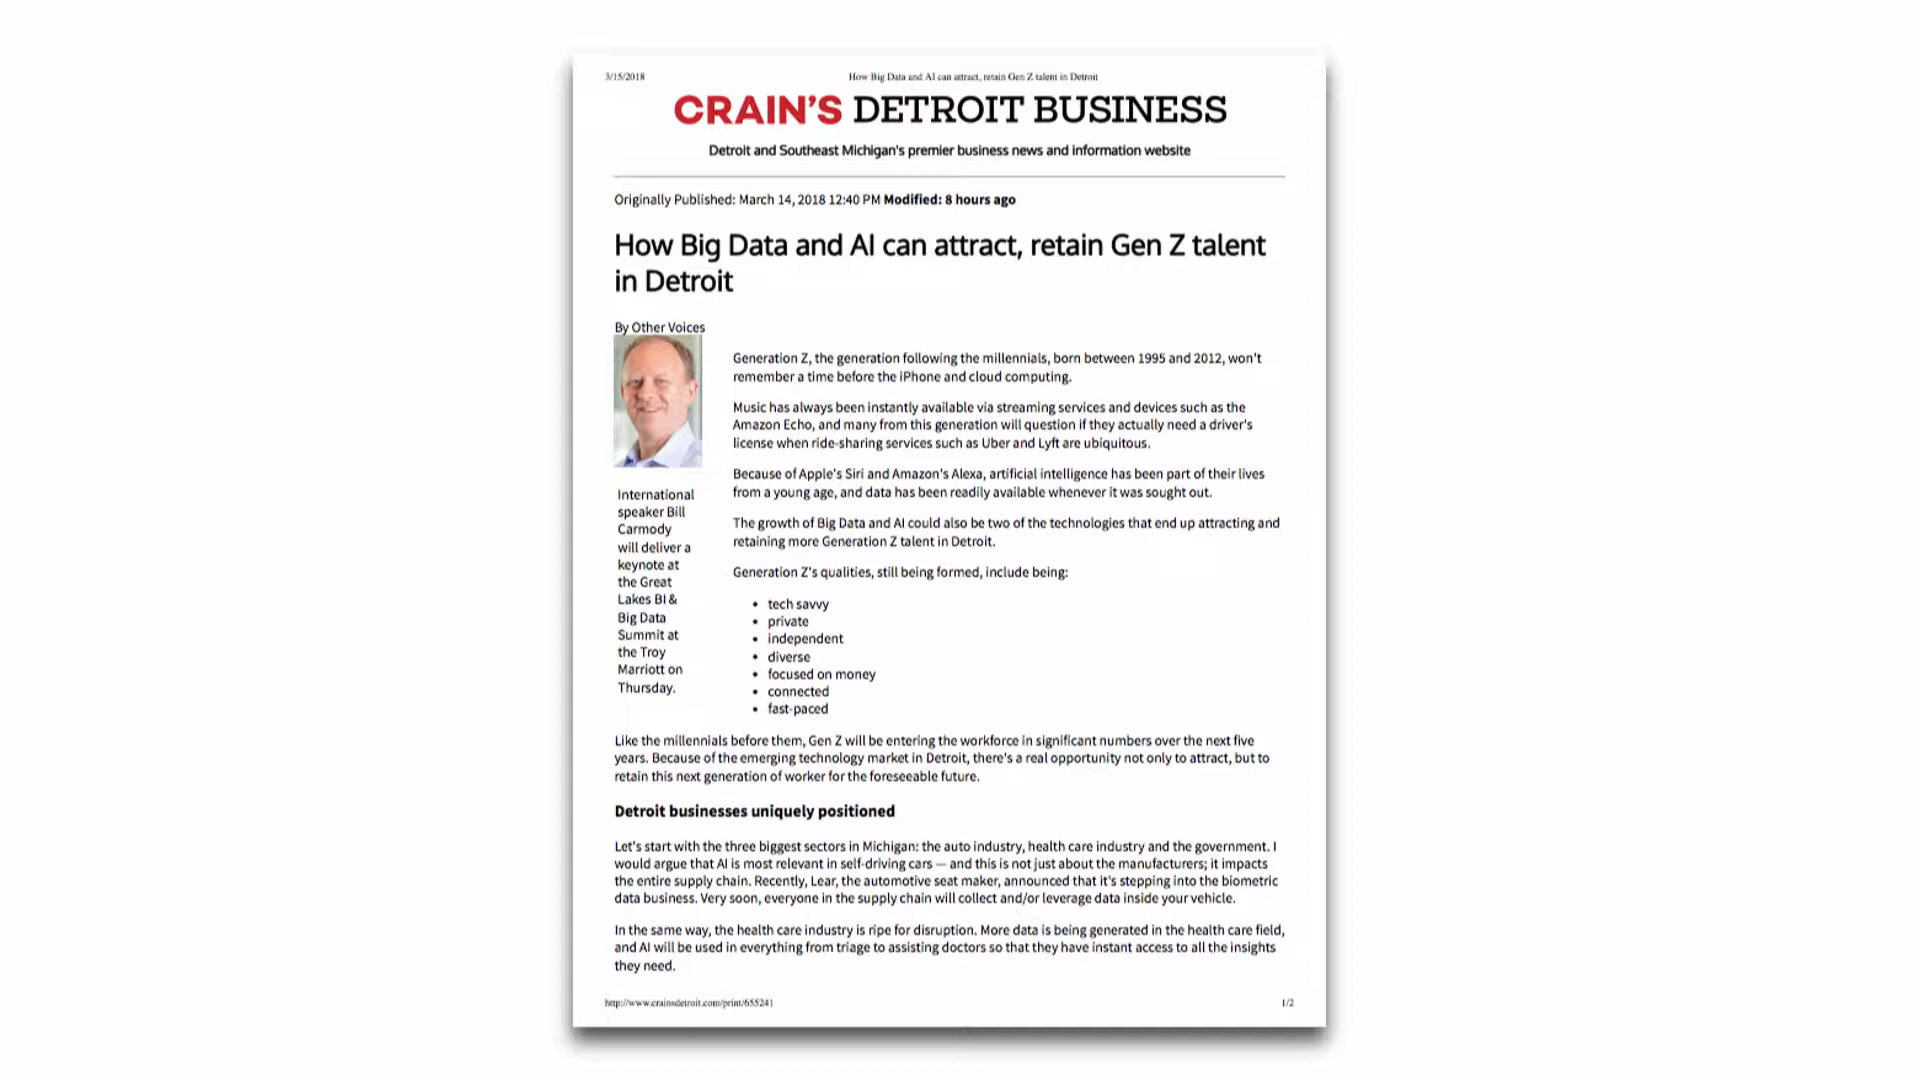 3/15/2018
How Big Data and AI can attract, retain Gen Z talent in Detroit
CRAIN'S DETROIT BUSINESS
Detroit and Southeast Michigan's premier business news and information website
Originally Published: March 14, 2018 12:40 PM Modified: 8 hours ago
How Big Data and AI can attract, retain Gen Z talent
in Detroit
By Other Voices
International
speaker Bill
Carmody
will deliver a
keynote at
the Great
Lakes BI &
Big Data
Summit at
the Troy
Marriott on
Thursday.
Generation Z, the generation following the millennials, born between 1995 and 2012, won't
remember a time before the iPhone and cloud computing.
Music has always been instantly available via streaming services and devices such as the
Amazon Echo, and many from this generation will question if they actually need a driver's
license when ride-sharing services such as Uber and Lyft are ubiquitous.
Because of Apple's Siri and Amazon's Alexa, artificial intelligence has been part of their lives
from a young age, and data has been readily available whenever it was sought out.
The growth of Big Data and AI could also be two of the technologies that end up attracting and
retaining more Generation Z talent in Detroit.
Generation Z's qualities, still being formed, include being:
• tech savvy
• private
• independent
• diverse
• focused on money
• connected
• fast-paced
Like the millennials before them, Gen Z will be entering the workforce in significant numbers over the next five
years. Because of the emerging technology market in Detroit, there's a real opportunity not only to attract, but to
retain this next generation of worker for the foreseeable future.
Detroit businesses uniquely positioned
Let's start with the three biggest sectors in Michigan: the auto industry, health care industry and the government. I
would argue that AI is most relevant in self-driving cars — and this is not just about the manufacturers; it impacts
the entire supply chain. Recently, Lear, the automotive seat maker, announced that it's stepping into the biometric
data business. Very soon, everyone in the supply chain will collect and/or leverage data inside your vehicle.
In the same way, the health care industry is ripe for disruption. More data is being generated in the health care field,
and AI will be used in everything from triage to assisting doctors so that they have instant access to all the insights
they need.
http://www.crainsdetroit.com/print/655241
1/2